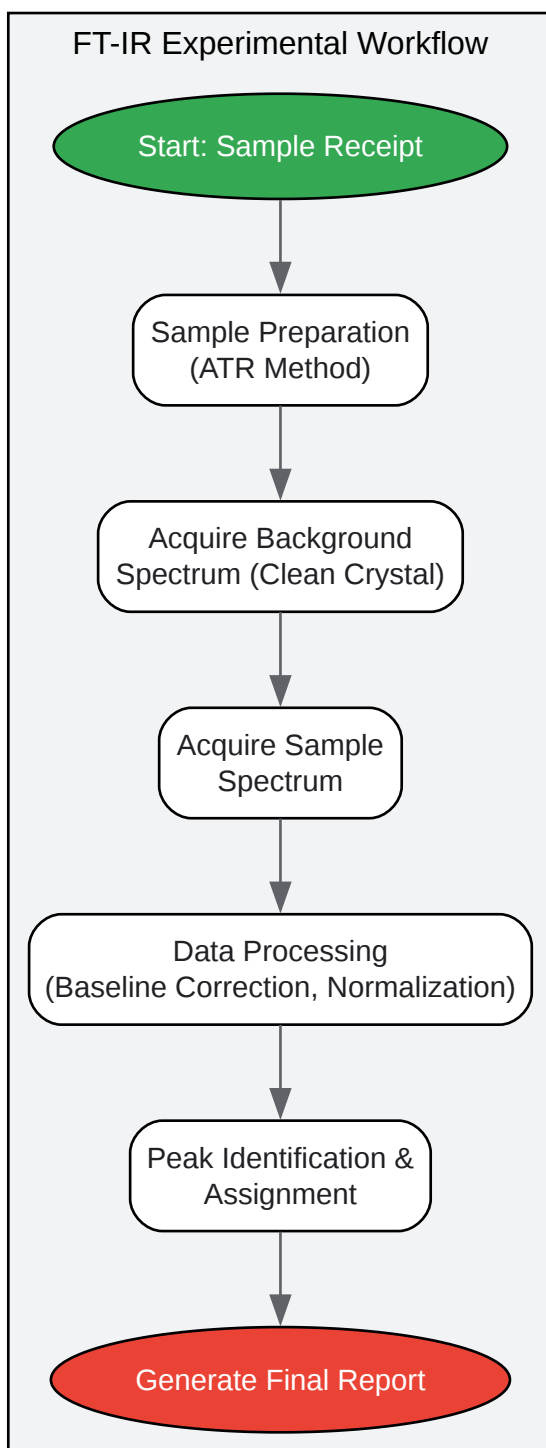 FT-IR Experimental Workflow
Start: Sample Receipt
Sample Preparation
(ATR Method)
Acquire Background
Spectrum (Clean Crystal)
Acquire Sample
Spectrum
Data Processing
(Baseline Correction, Normalization)
Peak Identification &
Assignment
Generate Final Report